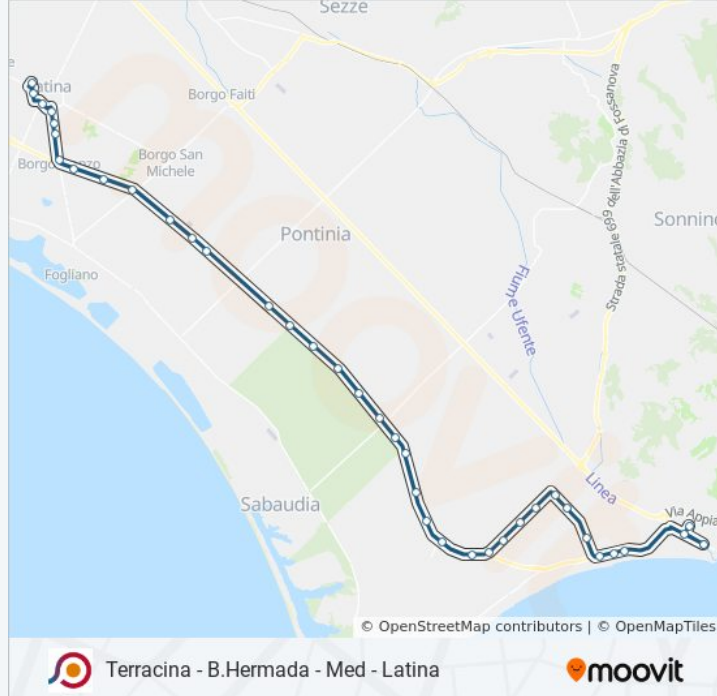 Sezze
Latina
Borgo Faiti
Borgo San
Michele
Pontinia
Fogliano
Sonnino
Strada statale 699 dell'Abbazia di Fossanova
Fiume Ufente
Sabaudia
Linea
Via Appia
© OpenStreetMap contributors | © OpenMapTiles
Terracina - B.Hermada - Med - Latina
moovit